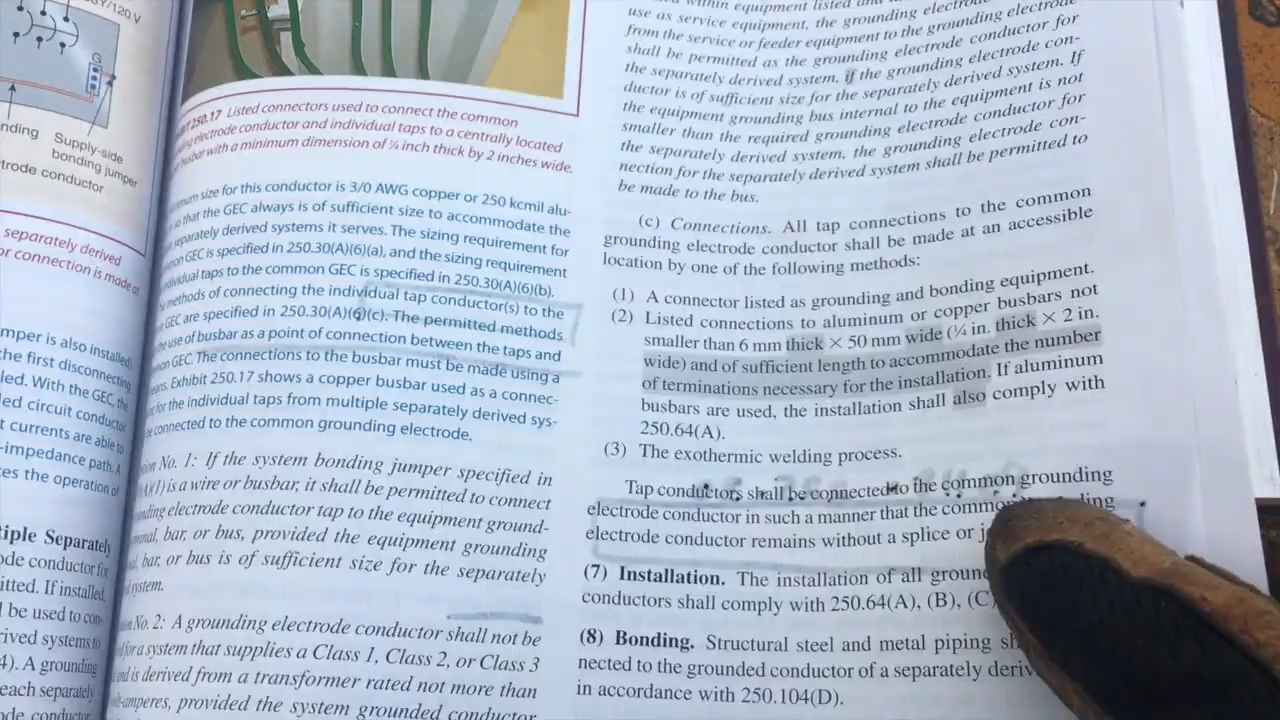 Y/120 V
G
nding
Supply-side
bonding jumper
trode conductor
separately derived
or connection is made at
mper is also installed
the first disconnecting
led. With the GEC, the
ed circuit conductor
t currents are able to
-impedance path. A
tes the operation of
tiple Separately
ode conductor for
itted. If installed,
l be used to con-
rived systems to
4). A grounding
each separately
ode conductor
250.17 Listed connectors used to connect the common
electrode conductor and individual taps to a centrally located
busbar with a minimum dimension of ¼ inch thick by 2 inches wide.
mum size for this conductor is 3/0 AWG copper or 250 kcmil alu-
so that the GEC always is of sufficient size to accommodate the
separately derived systems it serves. The sizing requirement for
GEC is specified in 250.30(A)(6)(a), and the sizing requirement
individual taps to the common GEC is specified in 250.30(A)(6)(b).
methods of connecting the individual tap conductor(s) to the
GEC are specified in 250.30(A)(6)(c). The permitted methods
use of busbar as a point of connection between the taps and
GEC. The connections to the busbar must be made using a
ans. Exhibit 250.17 shows a copper busbar used as a connec-
for the individual taps from multiple separately derived sys-
connected to the common grounding electrode.
ion No. 1: If the system bonding jumper specified in
(A)(1) is a wire or busbar, it shall be permitted to connect
nding electrode conductor tap to the equipment ground-
minal, bar, or bus, provided the equipment grounding
al, bar, or bus is of sufficient size for the separately
system.
No. 2: A grounding electrode conductor shall not be
for a system that supplies a Class 1, Class 2, or Class 3
and is derived from a transformer rated not more than
volt-amperes, provided the system grounded conductor
within equipment listed
use as service equipment, the grounding electrode
from the service or feeder equipment to the grounding electrode
shall be permitted as the grounding electrode conductor for
the separately derived system, if the grounding electrode con-
ductor is of sufficient size for the separately derived system. If
the equipment grounding bus internal to the equipment is not
smaller than the required grounding electrode conductor for
the separately derived system, the grounding electrode con-
nection for the separately derived system shall be permitted to
be made to the bus.
(c) Connections. All tap connections to the common
grounding electrode conductor shall be made at an accessible
location by one of the following methods:
(1) A connector listed as grounding and bonding equipment.
(2) Listed connections to aluminum or copper busbars not
smaller than 6 mm thick × 50 mm wide (¼ in. thick × 2 in.
wide) and of sufficient length to accommodate the number
of terminations necessary for the installation. If aluminum
busbars are used, the installation shall also comply with
250.64(A).
(3) The exothermic welding process.
Tap conductors shall be connected to the common grounding
electrode conductor in such a manner that the common
electrode conductor remains without a splice or j
(7) Installation. The installation of all groun
conductors shall comply with 250.64(A), (B), (C)
(8) Bonding. Structural steel and metal piping sh
nected to the grounded conductor of a separately deriv
in accordance with 250.104(D).